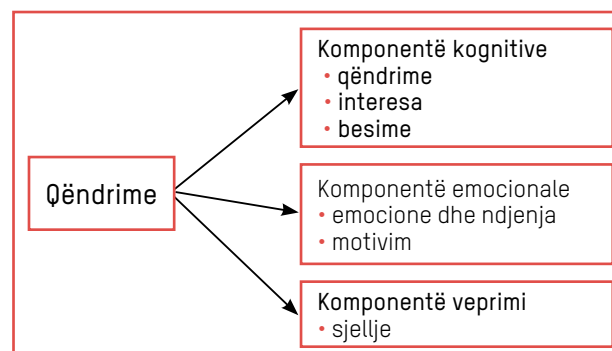 Qëndrime
Komponentë kognitive
• qëndrime
• interesa
• besime
Komponentë emocionale
• emocione dhe ndjenja
• motivim
Komponentë veprimi
• sjellje